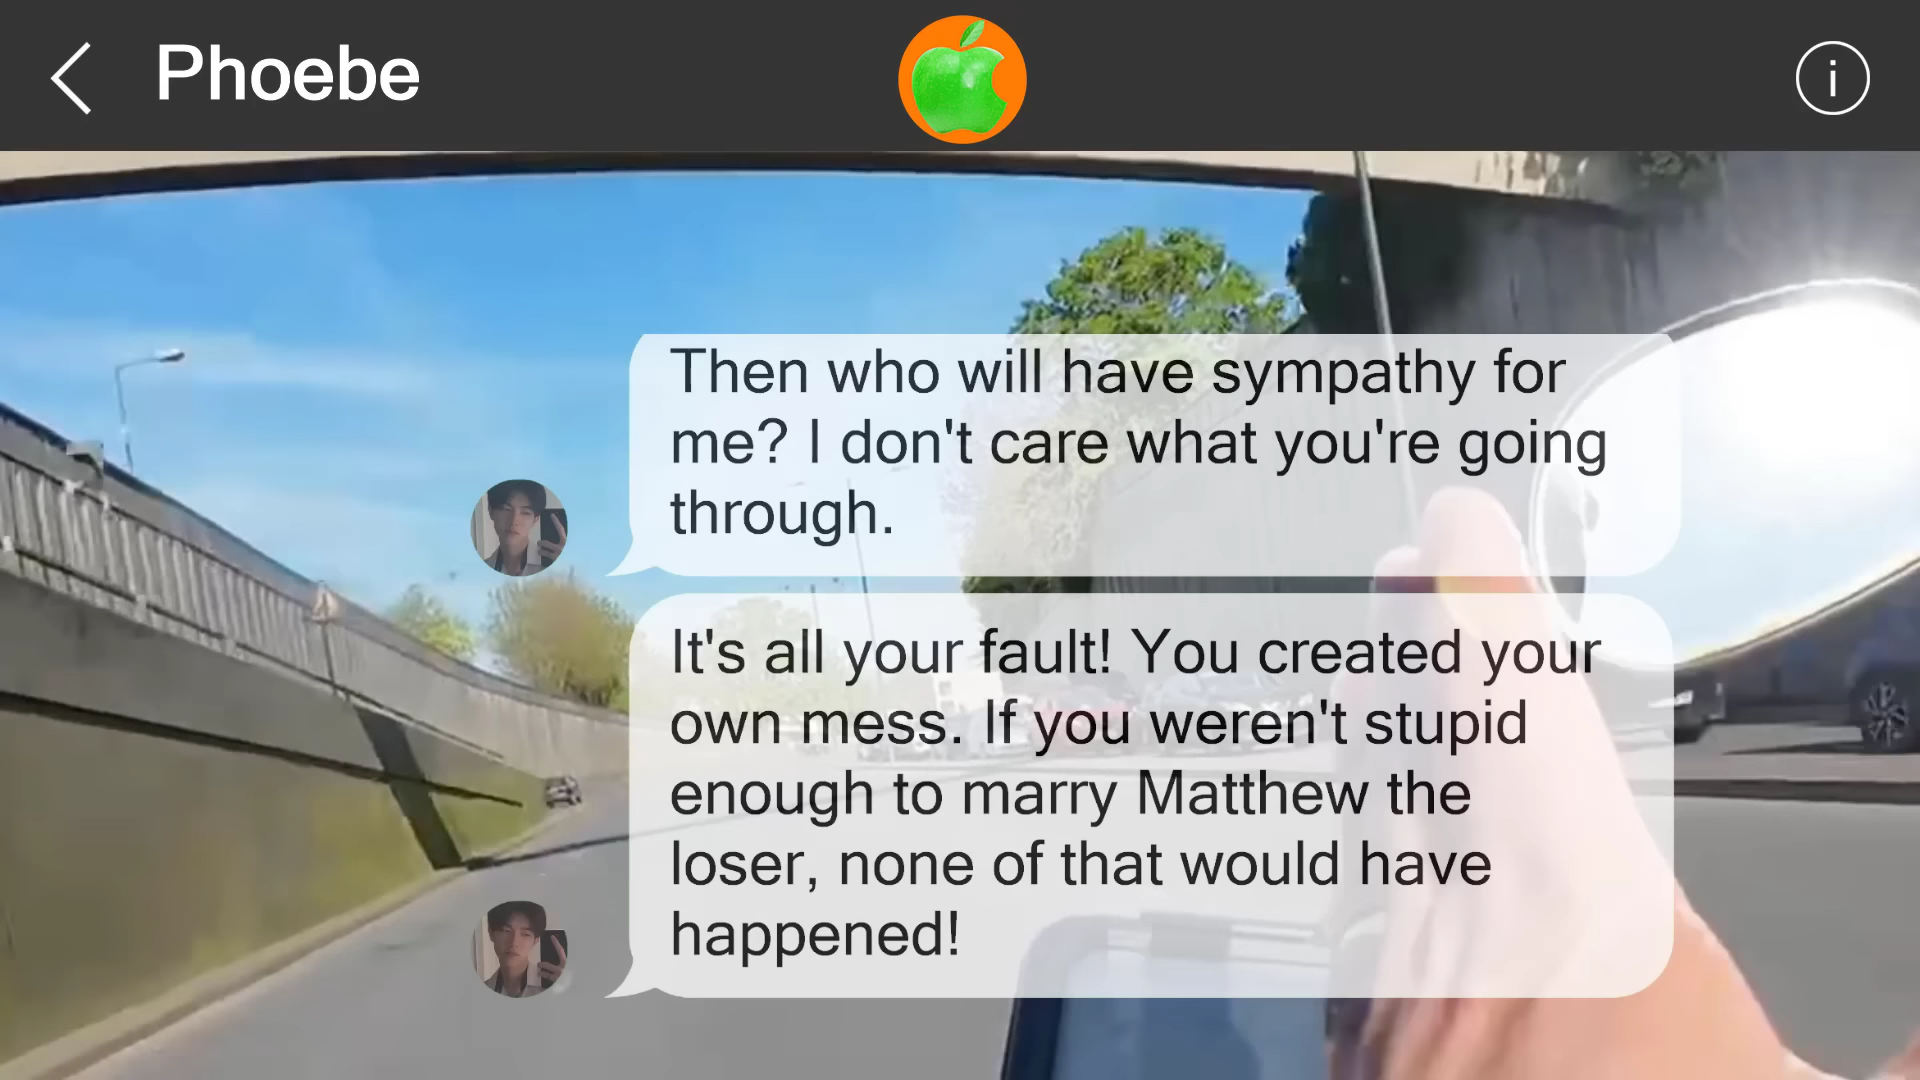 Phoebe
i
Then who will have sympathy for
me? I don't care what you're going
through.
It's all your fault! You created your
own mess. If you weren't stupid
enough to marry Matthew the
loser, none of that would have
happened!